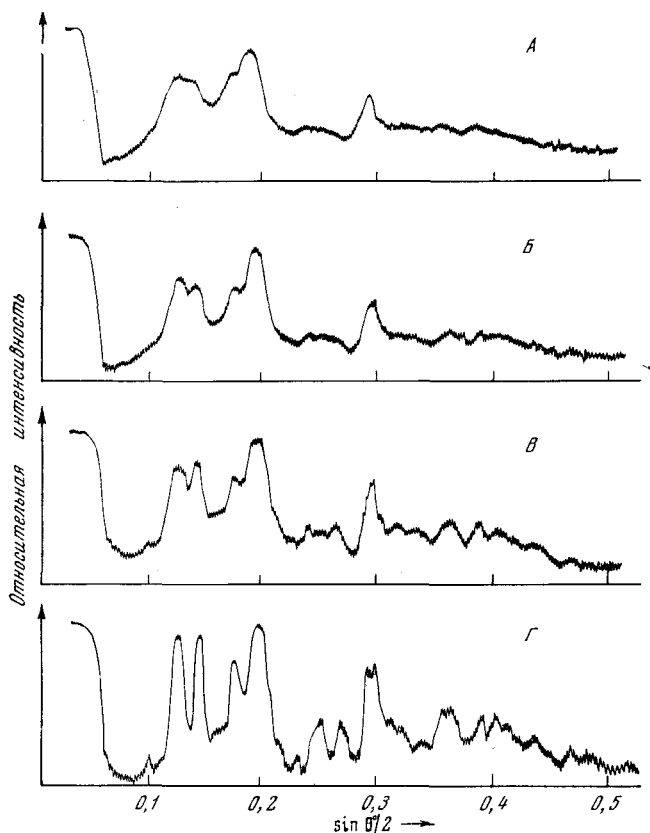 А
Б
В
Г
Относительная интенсивность
0,1 0,2 0,3 0,4 0,5
sin θ/2 →